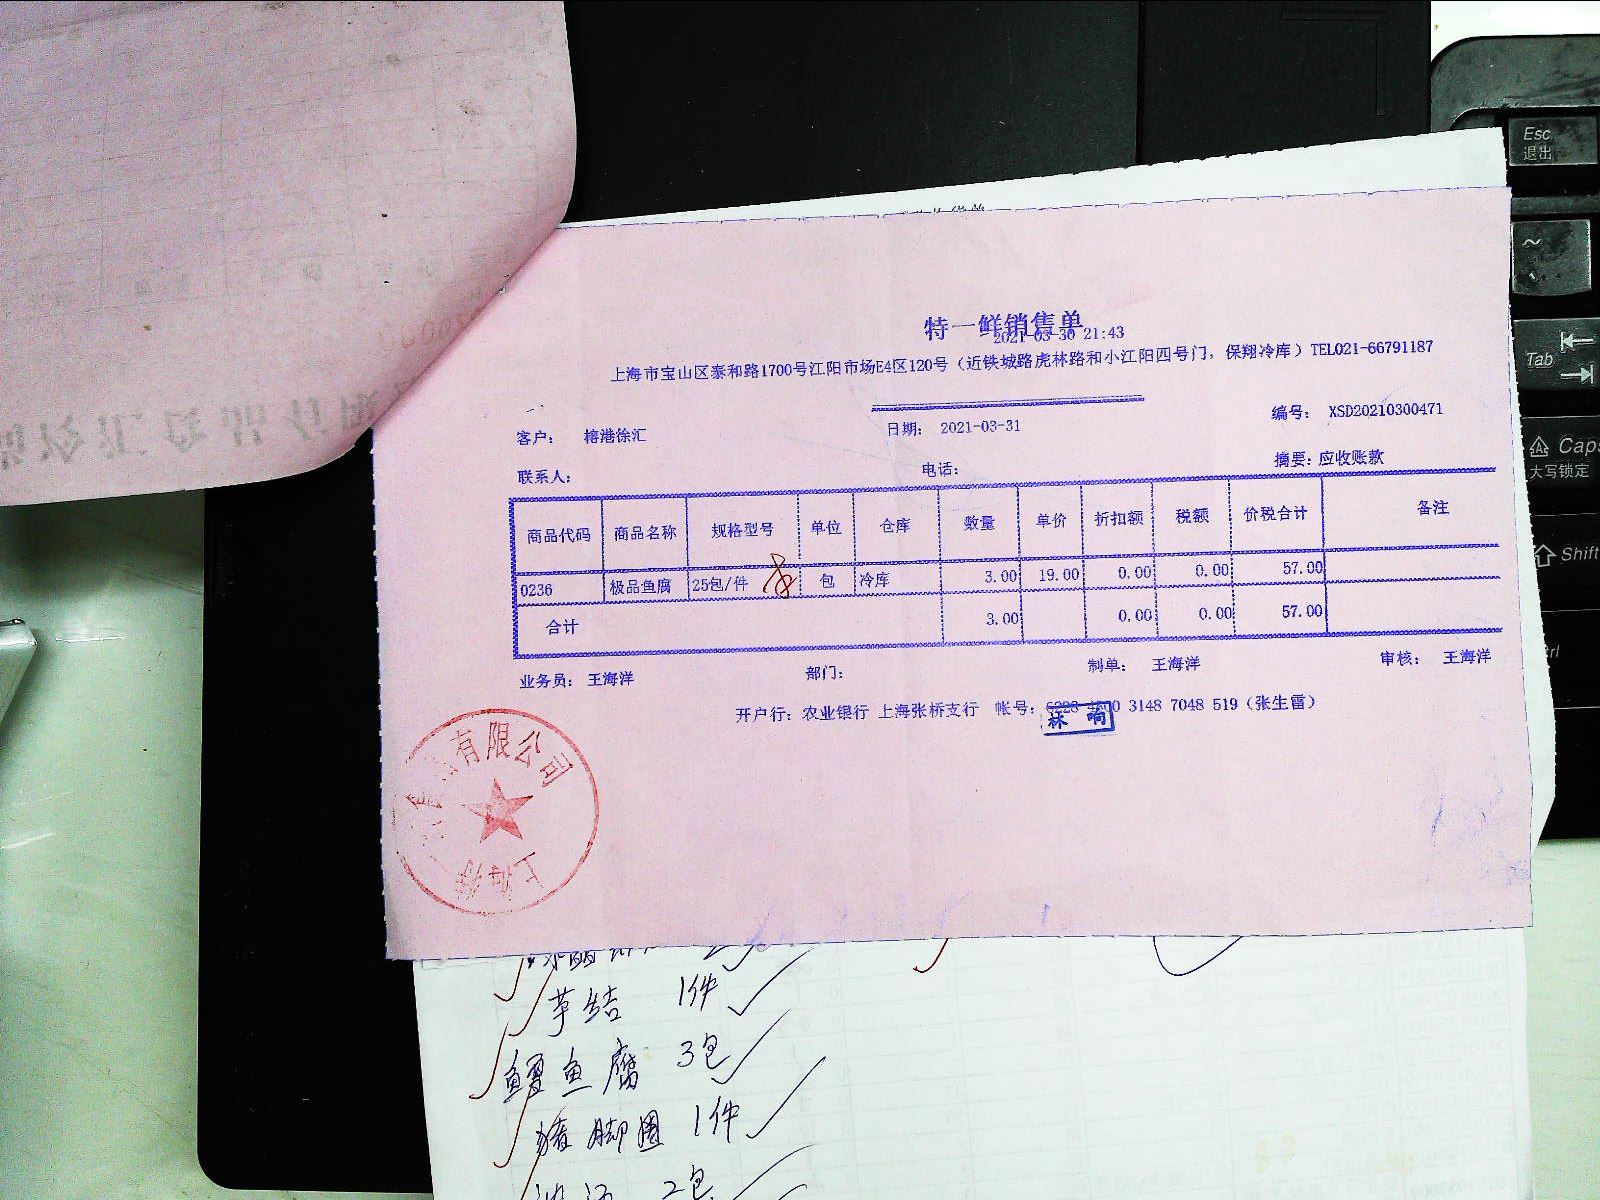 特一鲜销售单
2021-03-30 21:43
上海市宝山区泰和路1700号江阳市场E4区120号（近铁城路虎林路和小江阳四号门，保翔冷库）TEL021-66791187
客户： 榕港徐汇 日期： 2021-03-31 编号： XSD20210300471
联系人： 电话： 摘要：应收账款
商品代码 商品名称 规格型号 单位 仓库 数量 单价 折扣额 税额 价税合计 备注
0236 极品鱼腐 25包/件 包 冷库 3.00 19.00 0.00 0.00 57.00
合计 3.00 0.00 0.00 57.00
业务员： 王海洋 部门： 制单： 王海洋 审核： 王海洋
开户行：农业银行 上海张桥支行 帐号： 3148 7048 519（张生雷）
林 响
有限公司
上海
芋结 1件
鱼腐 3包
猪脚圈 1件
2包
Esc
退出
~
Tab
Caps
大写锁定
Shift